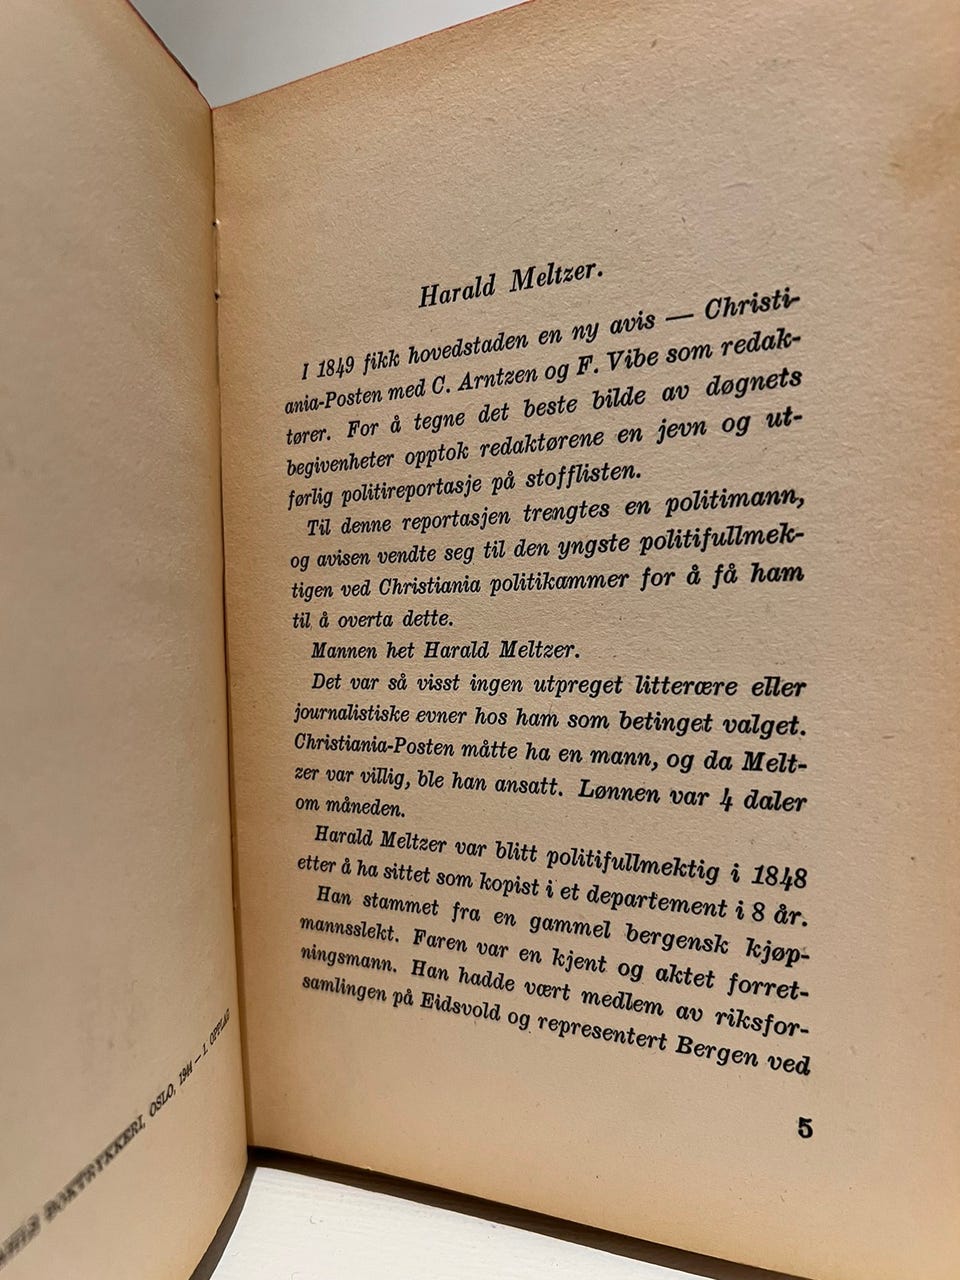 BOKTRYKKERI, OSLO, 1944 — 1. OPPLAG
Harald Meltzer.
I 1849 fikk hovedstaden en ny avis — Christi-
ania-Posten med C. Arntzen og F. Vibe som redak-
tører. For å tegne det beste bilde av døgnets
begivenheter opptok redaktørene en jevn og ut-
førlig politireportasje på stofflisten.
Til denne reportasjen trengtes en politimann,
og avisen vendte seg til den yngste politifullmek-
tigen ved Christiania politikammer for å få ham
til å overta dette.
Mannen het Harald Meltzer.
Det var så visst ingen utpreget litterære eller
journalistiske evner hos ham som betinget valget.
Christiania-Posten måtte ha en mann, og da Melt-
zer var villig, ble han ansatt. Lønnen var 4 daler
om måneden.
Harald Meltzer var blitt politifullmektig i 1848
etter å ha sittet som kopist i et departement i 8 år.
Han stammet fra en gammel bergensk kjøp-
mannsslekt. Faren var en kjent og aktet forret-
ningsmann. Han hadde vært medlem av riksfor-
samlingen på Eidsvold og representert Bergen ved
5